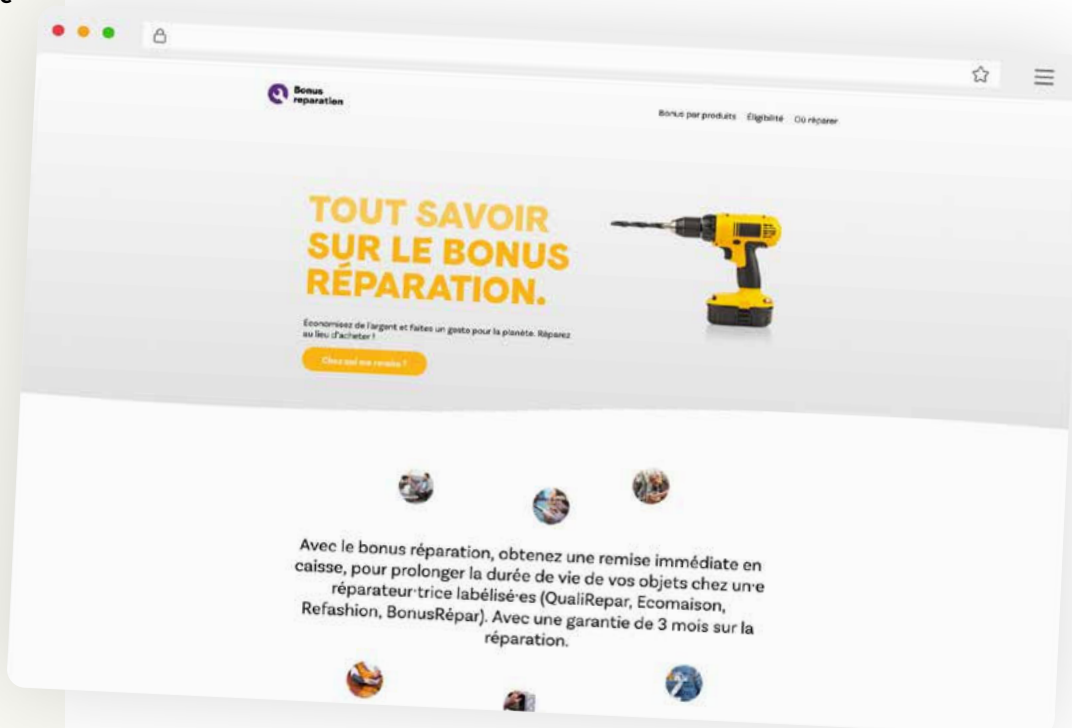 Bonus
reparation
Bonus par produits Éligibilité Où réparer
TOUT SAVOIR
SUR LE BONUS
RÉPARATION.
Économisez de l'argent et faites un geste pour la planète. Réparez
au lieu d'acheter !
Avec le bonus réparation, obtenez une remise immédiate en
caisse, pour prolonger la durée de vie de vos objets chez un·e
réparateur·trice labélisé·es (QualiRepar, Ecomaison,
Refashion, BonusRépar). Avec une garantie de 3 mois sur la
réparation.